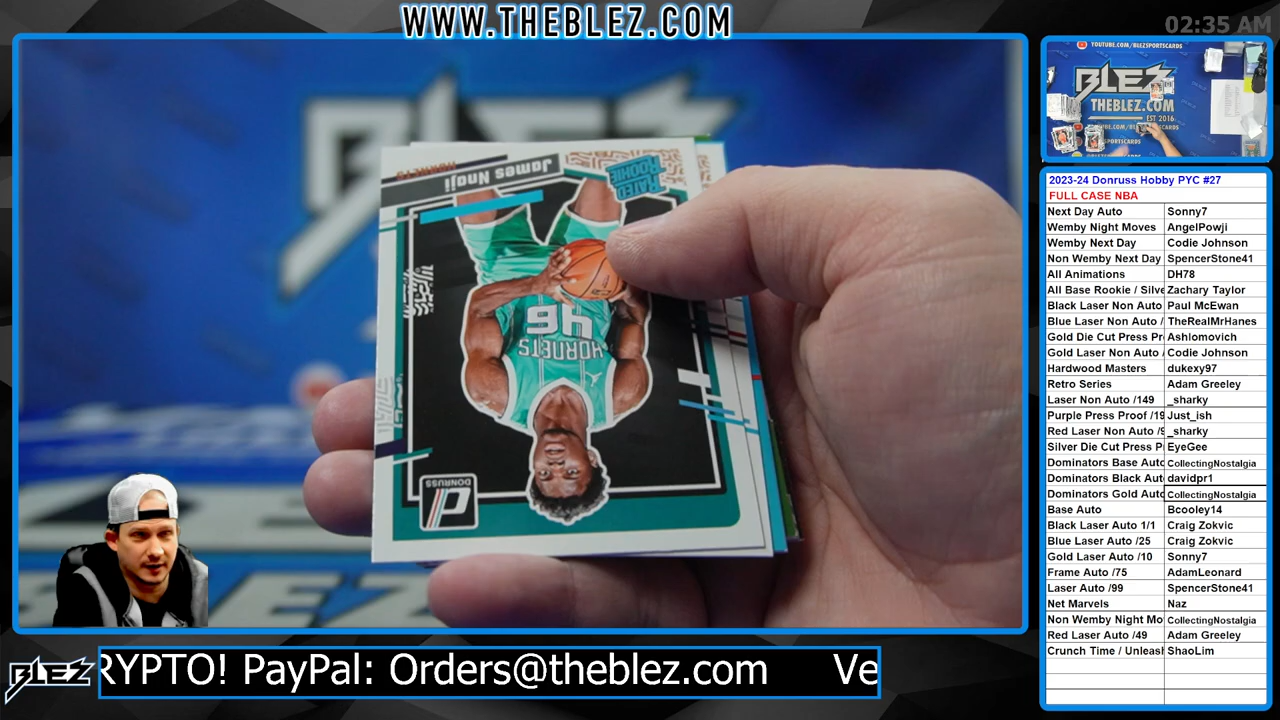 WWW.THEBLEZ.COM
02:35 AM
James Nnaji
HORNETS
RATED
ROOKIE
46
HORNETS
DONRUSS
YOUTUBE.COM/BLEZSPORTSCARDS
BLEZ
THEBLEZ.COM
EST 2016
2023-24 Donruss Hobby PYC #27
FULL CASE NBA
Next Day Auto Sonny7
Wemby Night Moves AngelPowji
Wemby Next Day Codie Johnson
Non Wemby Next Day SpencerStone41
All Animations DH78
All Base Rookie / Silve Zachary Taylor
Black Laser Non Auto Paul McEwan
Blue Laser Non Auto / TheRealMrHanes
Gold Die Cut Press Pr Ashlomovich
Gold Laser Non Auto / Codie Johnson
Hardwood Masters dukexy97
Retro Series Adam Greeley
Laser Non Auto /149 _sharky
Purple Press Proof /19 Just_ish
Red Laser Non Auto /9 _sharky
Silver Die Cut Press P EyeGee
Dominators Base Auto CollectingNostalgia
Dominators Black Aut davidpr1
Dominators Gold Auto CollectingNostalgia
Base Auto Bcooley14
Black Laser Auto 1/1 Craig Zokvic
Blue Laser Auto /25 Craig Zokvic
Gold Laser Auto /10 Sonny7
Frame Auto /75 AdamLeonard
Laser Auto /99 SpencerStone41
Net Marvels Naz
Non Wemby Night Mo CollectingNostalgia
Red Laser Auto /49 Adam Greeley
Crunch Time / Unleash ShaoLim
BLEZ
RYPTO! PayPal: Orders@theblez.com Ve